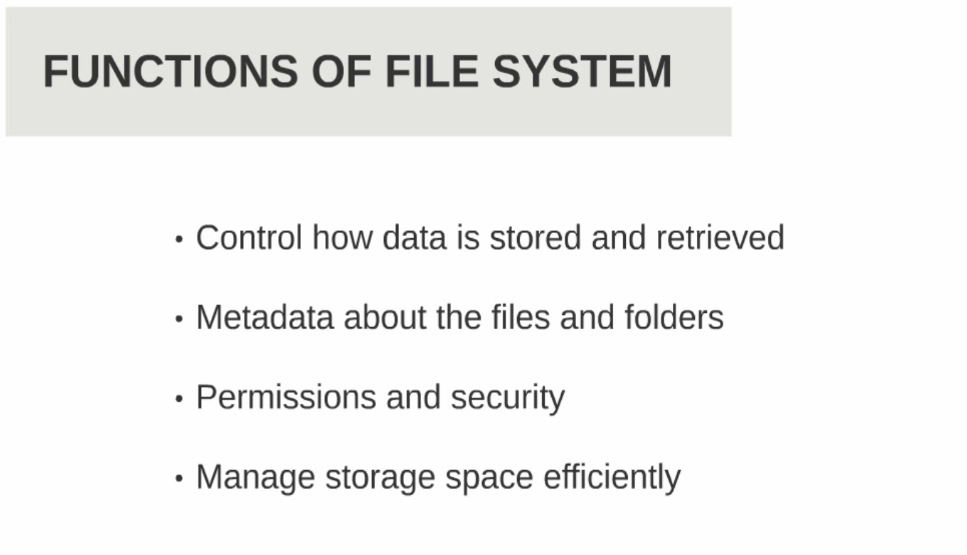 FUNCTIONS OF FILE SYSTEM
• Control how data is stored and retrieved
• Metadata about the files and folders
• Permissions and security
• Manage storage space efficiently